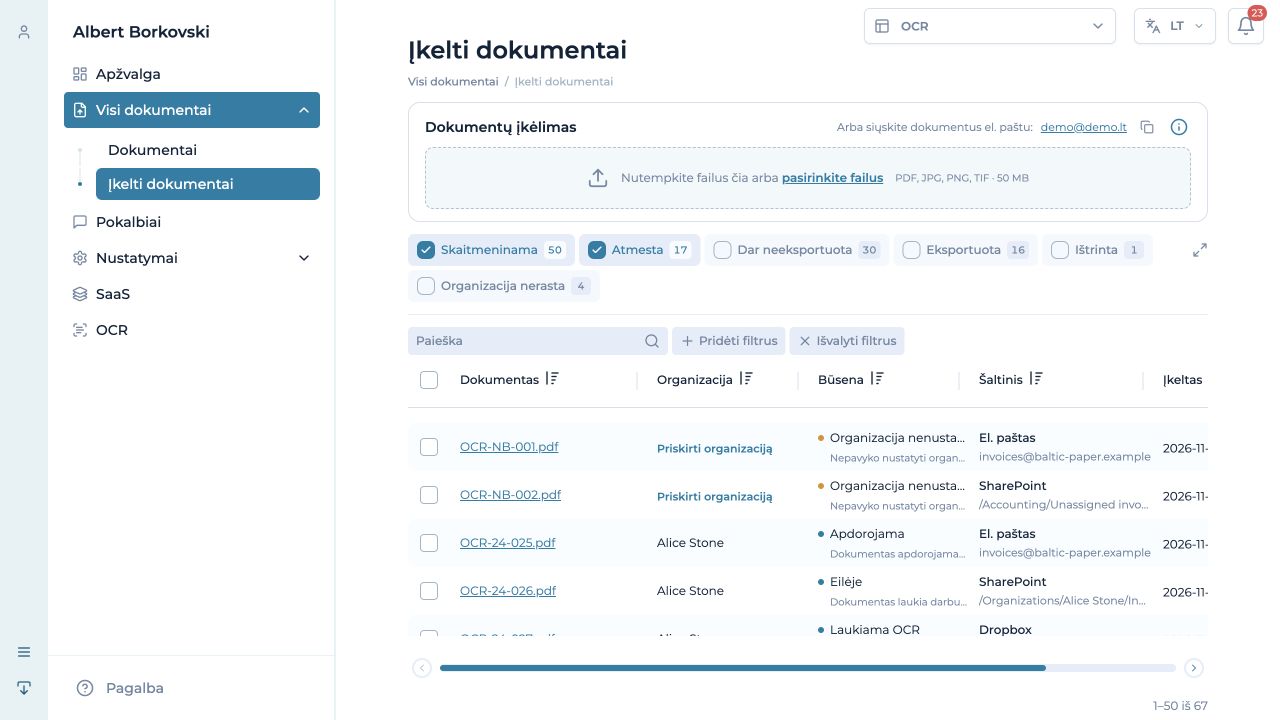 Albert Borkovski
Apžvalga
Visi dokumentai
Dokumentai
Įkelti dokumentai
Pokalbiai
Nustatymai
SaaS
OCR
Pagalba
OCR
LT
23
Įkelti dokumentai
Visi dokumentai / Įkelti dokumentai
Dokumentų įkėlimas
Arba siųskite dokumentus el. paštu: demo@demo.lt
Nutempkite failus čia arba pasirinkite failus PDF, JPG, PNG, TIF · 50 MB
Skaitmeninama 50 Atmesta 17 Dar neeksportuota 30 Eksportuota 16 Ištrinta 1
Organizacija nerasta 4
Paieška Pridėti filtrus Išvalyti filtrus
Dokumentas Organizacija Būsena Šaltinis Įkeltas
OCR-NB-001.pdf Priskirti organizaciją Organizacija nenusta... El. paštas 2026-11-
Nepavyko nustatyti organ... invoices@baltic-paper.example
OCR-NB-002.pdf Priskirti organizaciją Organizacija nenusta... SharePoint 2026-11-
Nepavyko nustatyti organ... /Accounting/Unassigned invo...
OCR-24-025.pdf Alice Stone Apdorojama El. paštas 2026-11-
Dokumentas apdorojama... invoices@baltic-paper.example
OCR-24-026.pdf Alice Stone Eilėje SharePoint 2026-11-
Dokumentas laukia darbu... /Organizations/Alice Stone/In...
Laukiama OCR Dropbox
1–50 iš 67